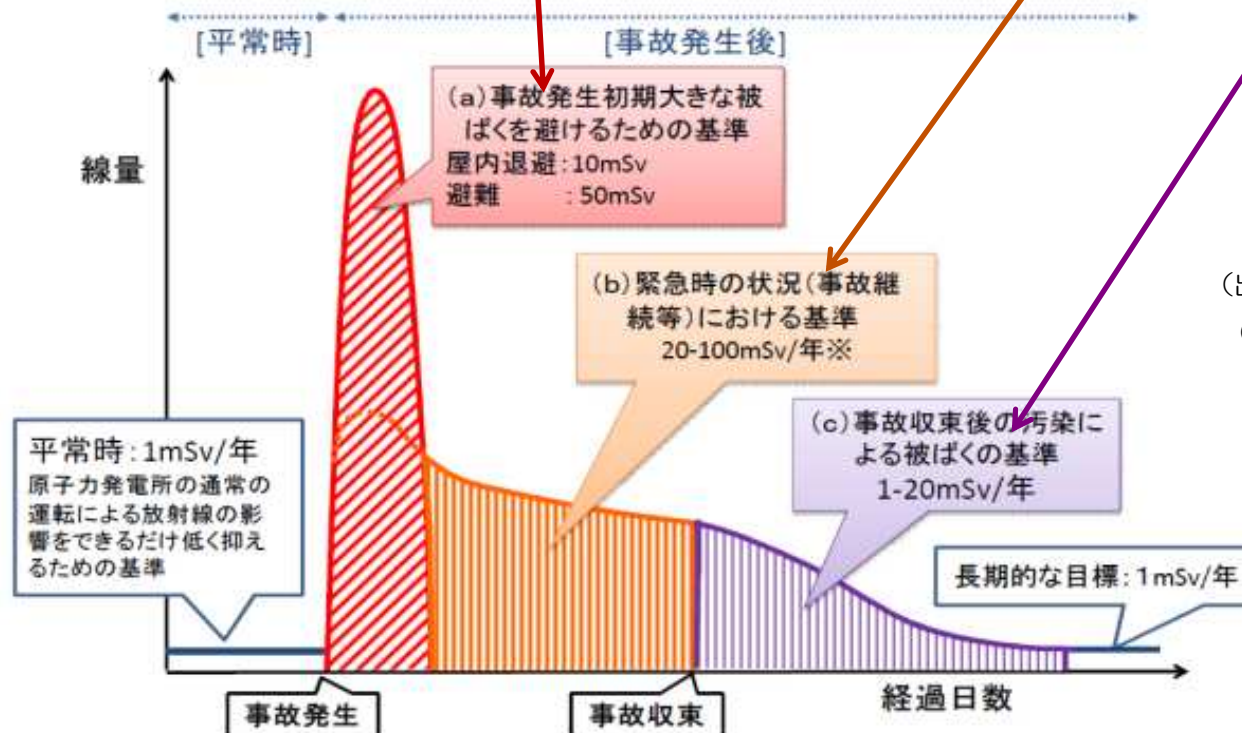 [平常時]
[事故発生後]
線量
(a)事故発生初期大きな被
ばくを避けるための基準
屋内退避:10mSv
避難 :50mSv
(b)緊急時の状況(事故継
続等)における基準
20-100mSv/年※
(c)事故収束後の汚染に
よる被ばくの基準
1-20mSv/年
平常時:1mSv/年
原子力発電所の通常の
運転による放射線の影
響をできるだけ低く抑え
るための基準
長期的な目標:1mSv/年
経過日数
事故発生
事故収束